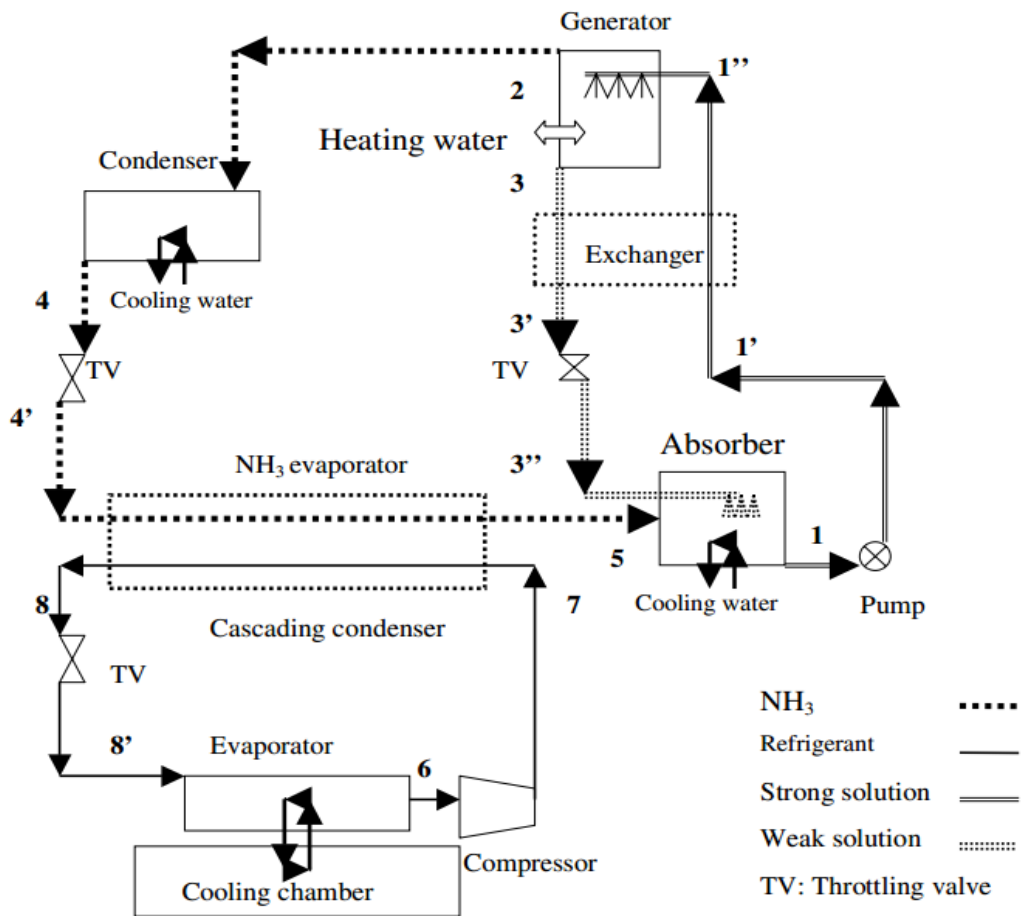 Generator
1’’
2
Heating water
Condenser
3
Exchanger
4
Cooling water
3’
1’
TV
TV
4’
Absorber
NH3 evaporator
3’’
1
5
8
7
Cooling water
Pump
Cascading condenser
TV
NH3
8’
Evaporator
6
Refrigerant
Strong solution
Weak solution
Compressor
Cooling chamber
TV: Throttling valve